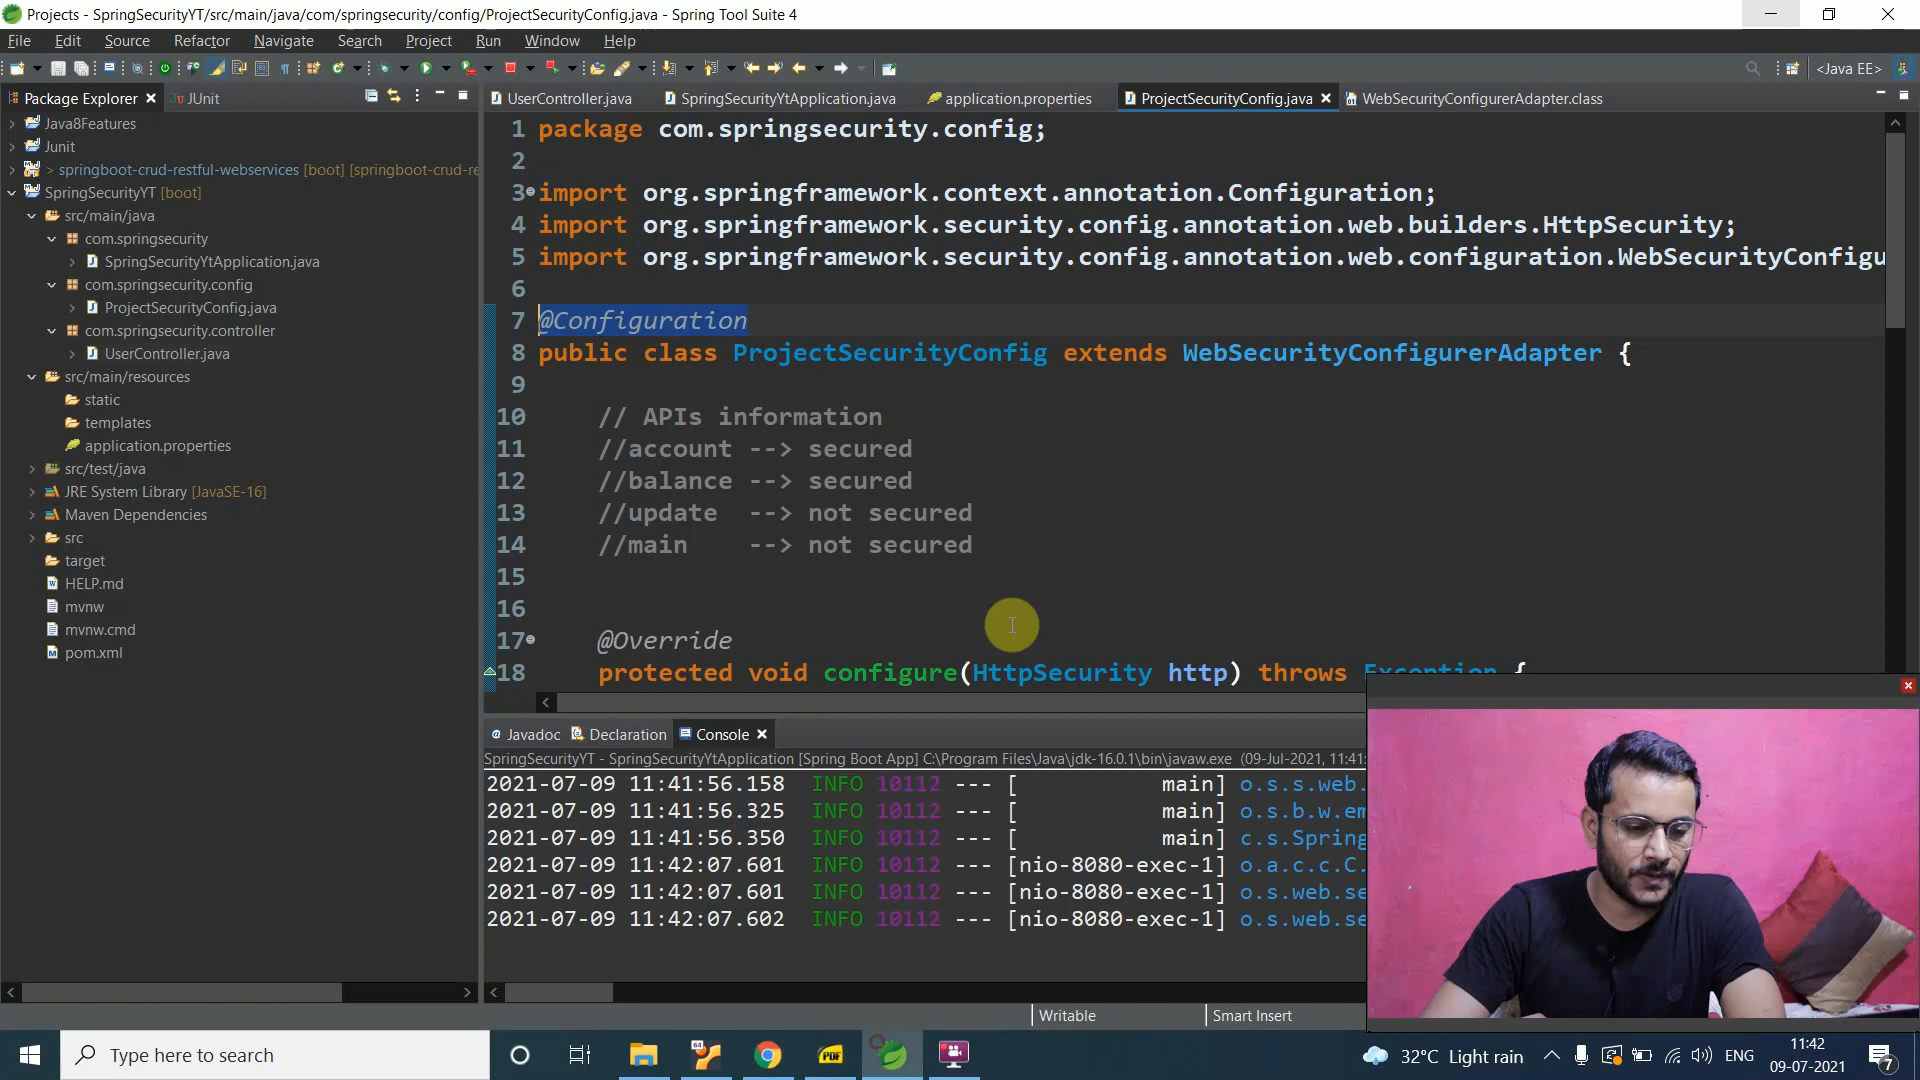 Projects - SpringSecurityYT/src/main/java/com/springsecurity/config/ProjectSecurityConfig.java - Spring Tool Suite 4
File Edit Source Refactor Navigate Search Project Run Window Help
<Java EE>
Package Explorer JUnit
Java8Features
Junit
> springboot-crud-restful-webservices [boot] [springboot-crud-re
SpringSecurityYT [boot]
src/main/java
com.springsecurity
SpringSecurityYtApplication.java
com.springsecurity.config
ProjectSecurityConfig.java
com.springsecurity.controller
UserController.java
src/main/resources
static
templates
application.properties
src/test/java
JRE System Library [JavaSE-16]
Maven Dependencies
src
target
HELP.md
mvnw
mvnw.cmd
pom.xml
UserController.java SpringSecurityYtApplication.java application.properties ProjectSecurityConfig.java WebSecurityConfigurerAdapter.class
1 package com.springsecurity.config;
2
3 import org.springframework.context.annotation.Configuration;
4 import org.springframework.security.config.annotation.web.builders.HttpSecurity;
5 import org.springframework.security.config.annotation.web.configuration.WebSecurityConfigu
6
7 @Configuration
8 public class ProjectSecurityConfig extends WebSecurityConfigurerAdapter {
9
10 // APIs information
11 //account --> secured
12 //balance --> secured
13 //update --> not secured
14 //main --> not secured
15
16
17 @Override
18 protected void configure(HttpSecurity http) throws Exception {
Javadoc Declaration Console
SpringSecurityYT - SpringSecurityYtApplication [Spring Boot App] C:\Program Files\Java\jdk-16.0.1\bin\javaw.exe (09-Jul-2021, 11:41:
2021-07-09 11:41:56.158 INFO 10112 --- [ main] o.s.s.web.
2021-07-09 11:41:56.325 INFO 10112 --- [ main] o.s.b.w.em
2021-07-09 11:41:56.350 INFO 10112 --- [ main] c.s.Spring
2021-07-09 11:42:07.601 INFO 10112 --- [nio-8080-exec-1] o.a.c.c.C.
2021-07-09 11:42:07.601 INFO 10112 --- [nio-8080-exec-1] o.s.web.se
2021-07-09 11:42:07.602 INFO 10112 --- [nio-8080-exec-1] o.s.web.se
Writable Smart Insert
Type here to search
64
PDF
32°C Light rain
ENG
11:42
09-07-2021
7